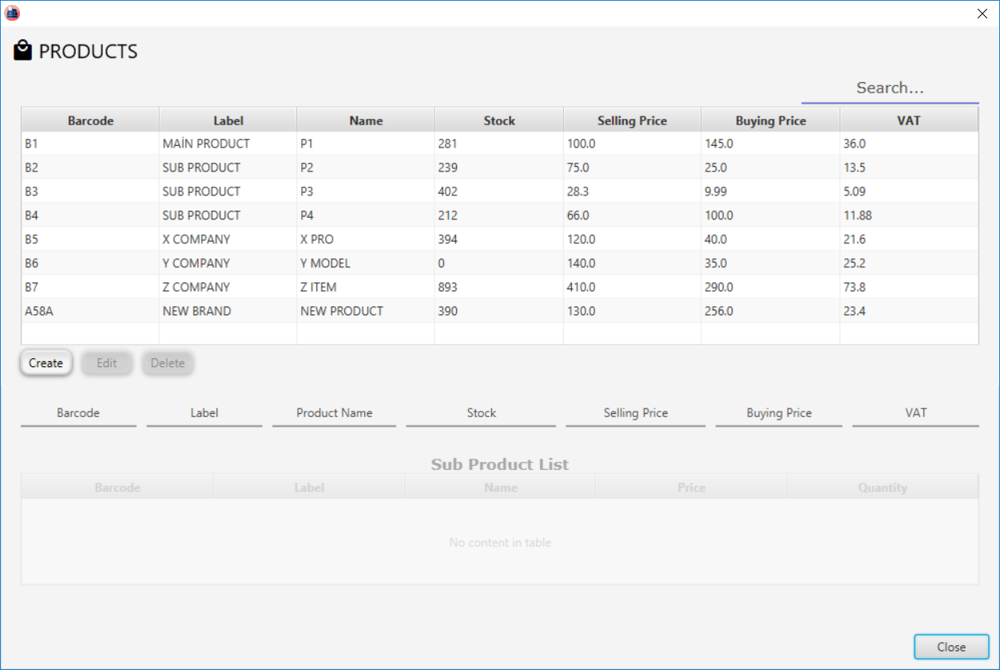 PRODUCTS
Search...
Barcode Label Name Stock Selling Price Buying Price VAT
B1 MAİN PRODUCT P1 281 100.0 145.0 36.0
B2 SUB PRODUCT P2 239 75.0 25.0 13.5
B3 SUB PRODUCT P3 402 28.3 9.99 5.09
B4 SUB PRODUCT P4 212 66.0 100.0 11.88
B5 X COMPANY X PRO 394 120.0 40.0 21.6
B6 Y COMPANY Y MODEL 0 140.0 35.0 25.2
B7 Z COMPANY Z ITEM 893 410.0 290.0 73.8
A58A NEW BRAND NEW PRODUCT 390 130.0 256.0 23.4
Create Edit Delete
Barcode Label Product Name Stock Selling Price Buying Price VAT
Sub Product List
Barcode Label Name Price Quantity
No content in table
Close